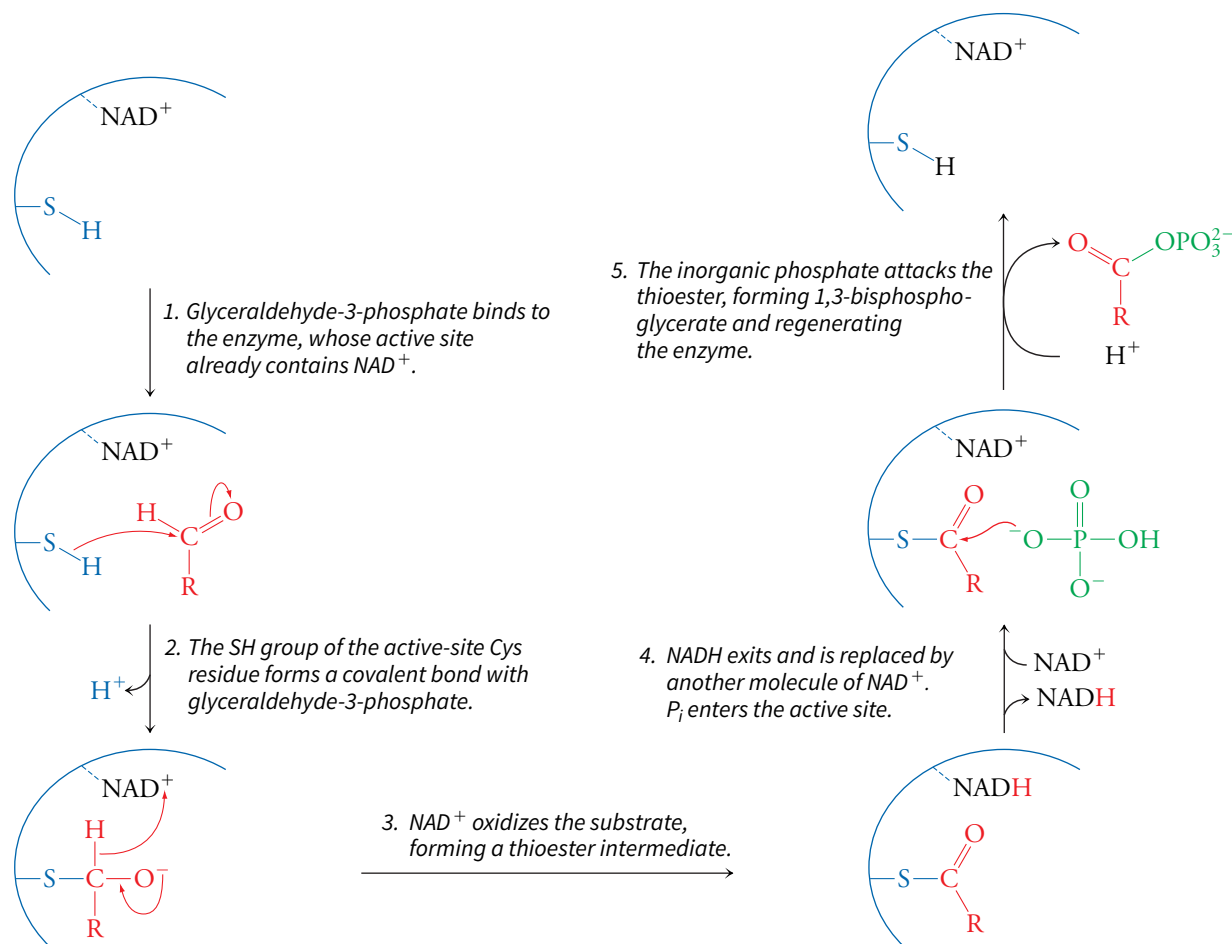 NAD+
S
H
1. Glyceraldehyde-3-phosphate binds to
the enzyme, whose active site
already contains NAD+.
NAD+
H
O
C
S
H
R
2. The SH group of the active-site Cys
residue forms a covalent bond with
glyceraldehyde-3-phosphate.
H+
NAD+
H
S
C
O−
R
3. NAD+ oxidizes the substrate,
forming a thioester intermediate.
NADH
O
S
C
R
4. NADH exits and is replaced by
another molecule of NAD+.
Pi enters the active site.
NAD+
NADH
NAD+
O
O
S
C
−O
P
OH
R
O−
5. The inorganic phosphate attacks the
thioester, forming 1,3-bisphospho-
glycerate and regenerating
the enzyme.
O
OPO3 2−
C
R
H+
NAD+
S
H